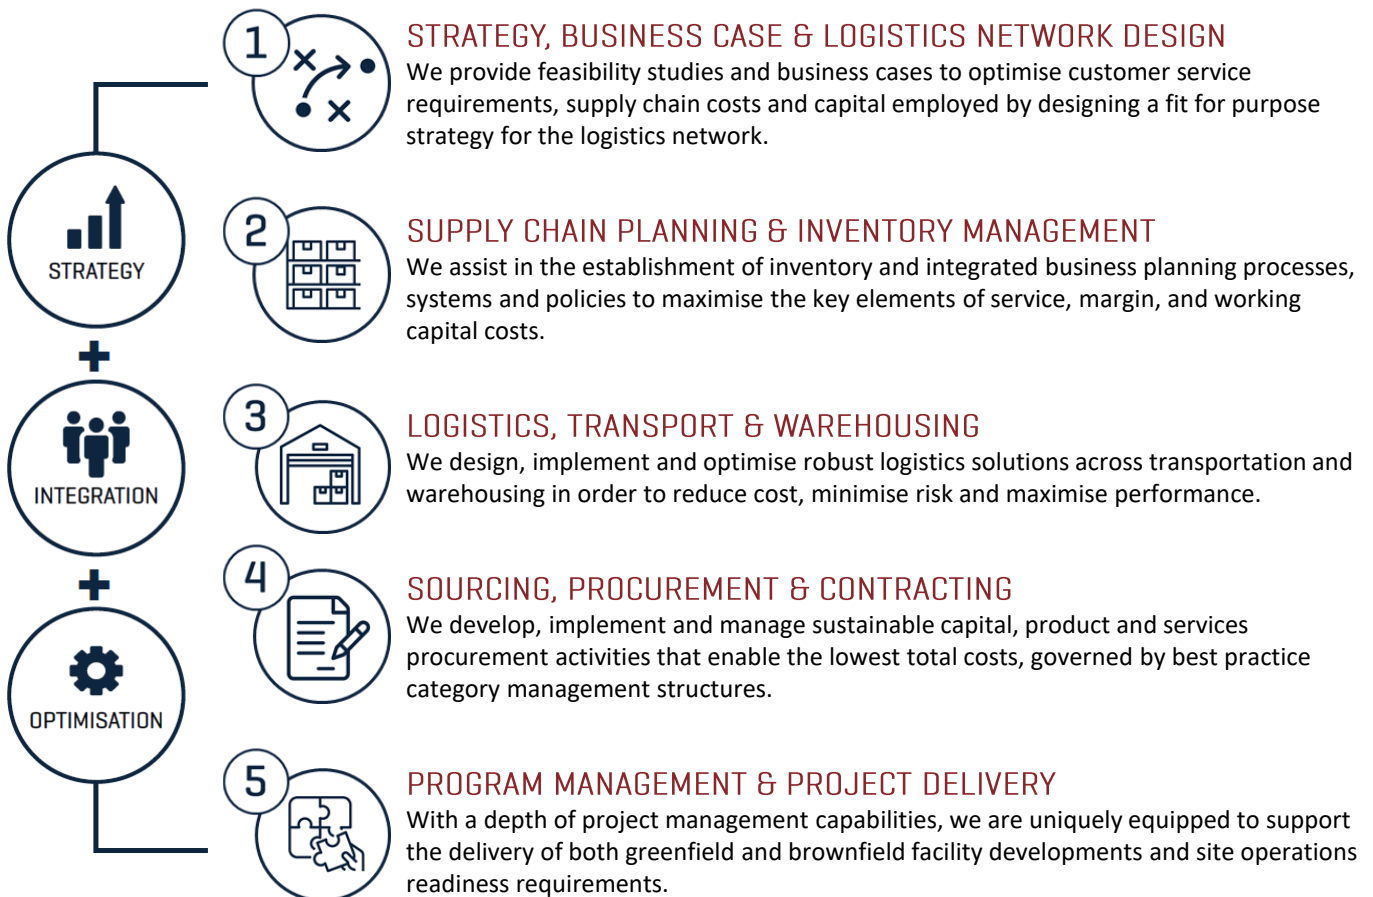 STRATEGY
+
INTEGRATION
+
OPTIMISATION
1
STRATEGY, BUSINESS CASE & LOGISTICS NETWORK DESIGN
We provide feasibility studies and business cases to optimise customer service
requirements, supply chain costs and capital employed by designing a fit for purpose
strategy for the logistics network.
2
SUPPLY CHAIN PLANNING & INVENTORY MANAGEMENT
We assist in the establishment of inventory and integrated business planning processes,
systems and policies to maximise the key elements of service, margin, and working
capital costs.
3
LOGISTICS, TRANSPORT & WAREHOUSING
We design, implement and optimise robust logistics solutions across transportation and
warehousing in order to reduce cost, minimise risk and maximise performance.
4
SOURCING, PROCUREMENT & CONTRACTING
We develop, implement and manage sustainable capital, product and services
procurement activities that enable the lowest total costs, governed by best practice
category management structures.
5
PROGRAM MANAGEMENT & PROJECT DELIVERY
With a depth of project management capabilities, we are uniquely equipped to support
the delivery of both greenfield and brownfield facility developments and site operations
readiness requirements.